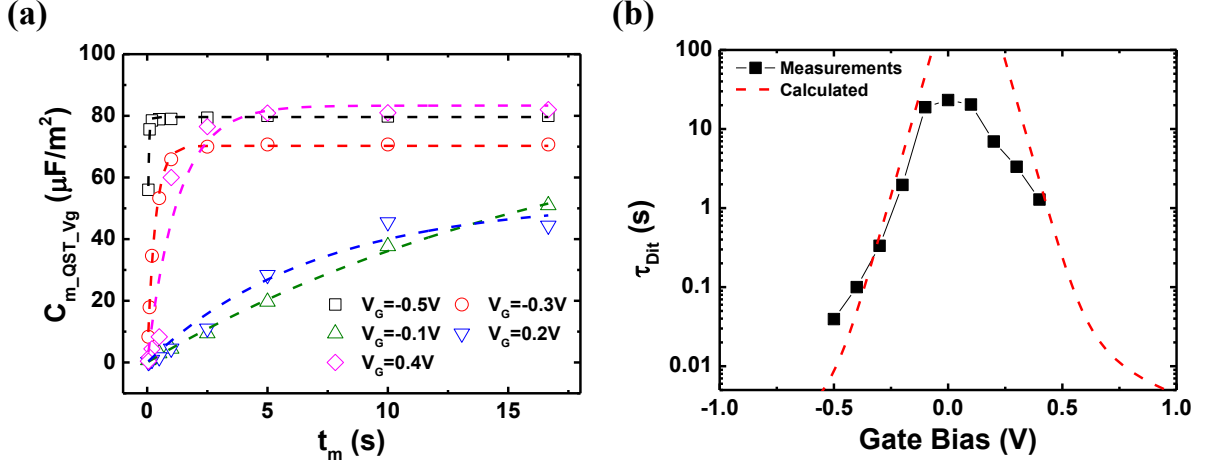 (a)
100
80
60
40
20
0
C_m_QST_Vg (μF/m²)
V_G=-0.5V
V_G=-0.3V
V_G=-0.1V
V_G=0.2V
V_G=0.4V
0
5
10
15
t_m (s)
(b)
100
10
1
0.1
0.01
τ_Dit (s)
Measurements
Calculated
-1.0
-0.5
0.0
0.5
1.0
Gate Bias (V)